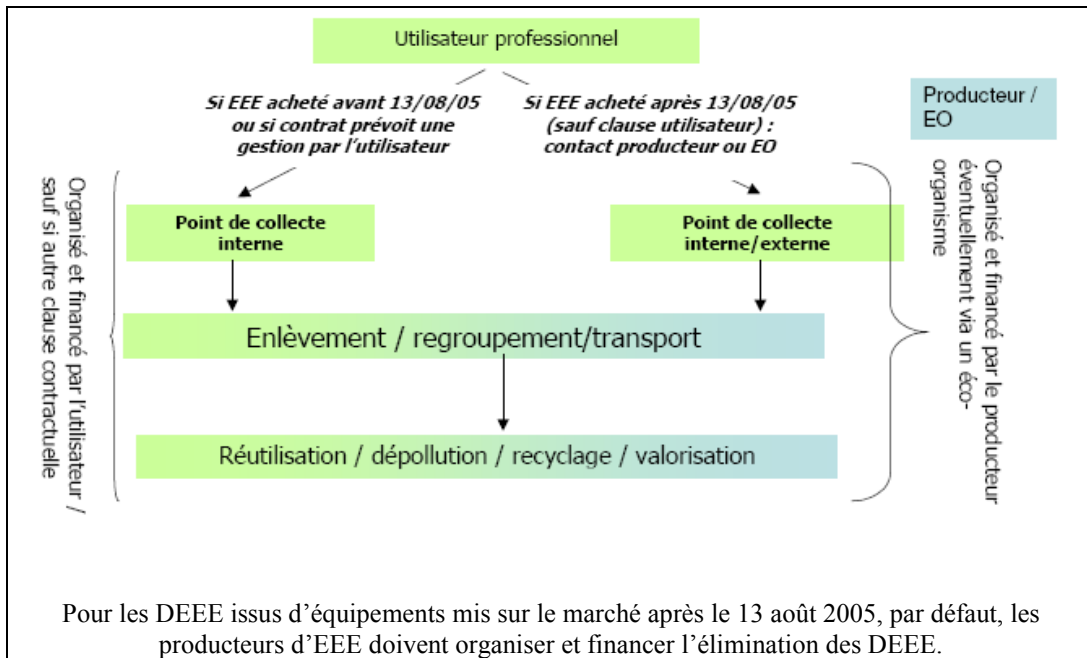 Utilisateur professionnel
Si EEE acheté avant 13/08/05
ou si contrat prévoit une
gestion par l'utilisateur
Si EEE acheté après 13/08/05
(sauf clause utilisateur) :
contact producteur ou EO
Producteur /
EO
Organisé et financé par l'utilisateur /
sauf si autre clause contractuelle
Point de collecte
interne
Point de collecte
interne/externe
Organisé et financé par le producteur
éventuellement via un éco-
organisme
Enlèvement / regroupement/transport
Réutilisation / dépollution / recyclage / valorisation
Pour les DEEE issus d'équipements mis sur le marché après le 13 août 2005, par défaut, les
producteurs d'EEE doivent organiser et financer l'élimination des DEEE.